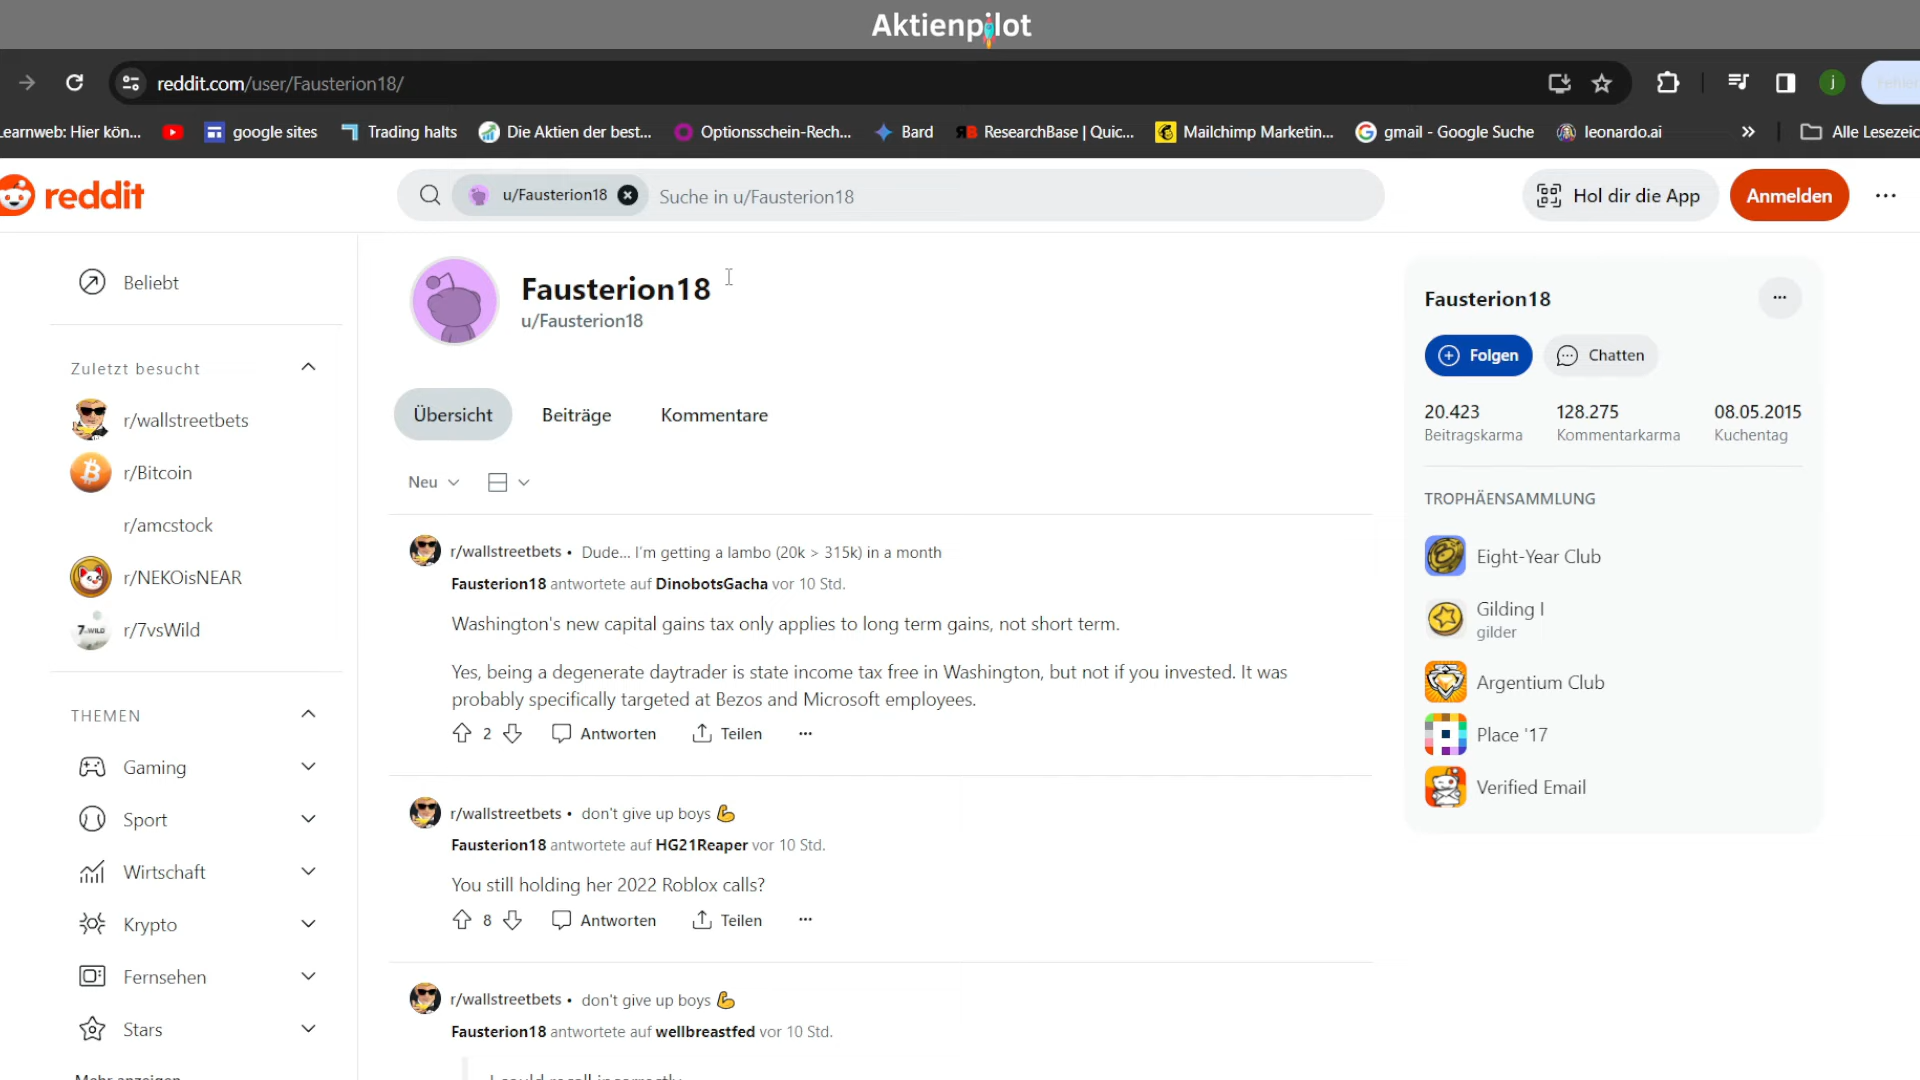 Aktienpilot
reddit.com/user/Fausterion18/
j
earnweb: Hier kön...
google sites
Trading halts
Die Aktien der best...
Optionsschein-Rech...
Bard
ResearchBase | Quic...
Mailchimp Marketin...
gmail - Google Suche
leonardo.ai
Alle Lesezeic
reddit
u/Fausterion18
Suche in u/Fausterion18
Hol dir die App
Anmelden
Beliebt
Zuletzt besucht
r/wallstreetbets
r/Bitcoin
r/amcstock
r/NEKOisNEAR
r/7vsWild
THEMEN
Gaming
Sport
Wirtschaft
Krypto
Fernsehen
Stars
Mehr anzeigen
Fausterion18
u/Fausterion18
Übersicht
Beiträge
Kommentare
Neu
r/wallstreetbets • Dude... I'm getting a lambo (20k > 315k) in a month
Fausterion18 antwortete auf DinobotsGacha vor 10 Std.
Washington's new capital gains tax only applies to long term gains, not short term.
Yes, being a degenerate daytrader is state income tax free in Washington, but not if you invested. It was
probably specifically targeted at Bezos and Microsoft employees.
2
Antworten
Teilen
r/wallstreetbets • don't give up boys 💪
Fausterion18 antwortete auf HG21Reaper vor 10 Std.
You still holding her 2022 Roblox calls?
8
Antworten
Teilen
r/wallstreetbets • don't give up boys 💪
Fausterion18 antwortete auf wellbreastfed vor 10 Std.
I could recall incorrectly
Fausterion18
Folgen
Chatten
20.423
Beitragskarma
128.275
Kommentarkarma
08.05.2015
Kuchentag
TROPHÄENSAMMLUNG
Eight-Year Club
Gilding I
gilder
Argentium Club
Place '17
Verified Email